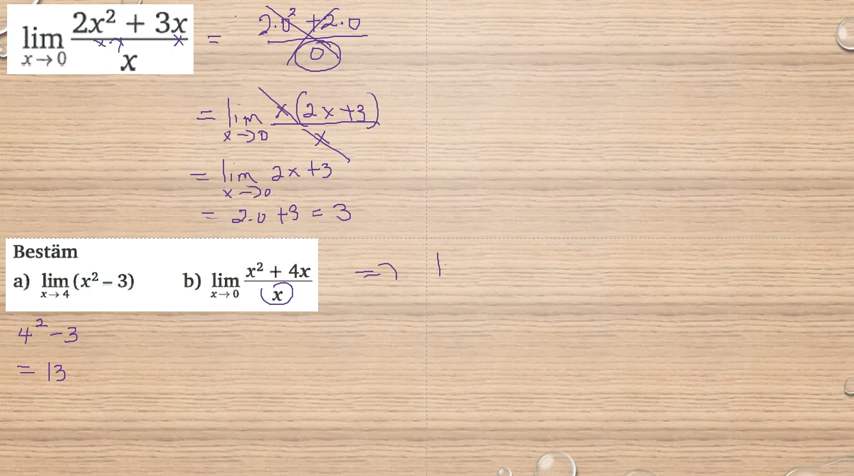 lim x→0 (2x² + 3x)/x = (2·0² + 2·0)/0
= lim x→0 x(2x+3)/x
= lim x→0 2x+3
= 2·0 +3 = 3
Bestäm
a) lim x→4 (x² – 3) b) lim x→0 (x² + 4x)/x => l
4² – 3
= 13